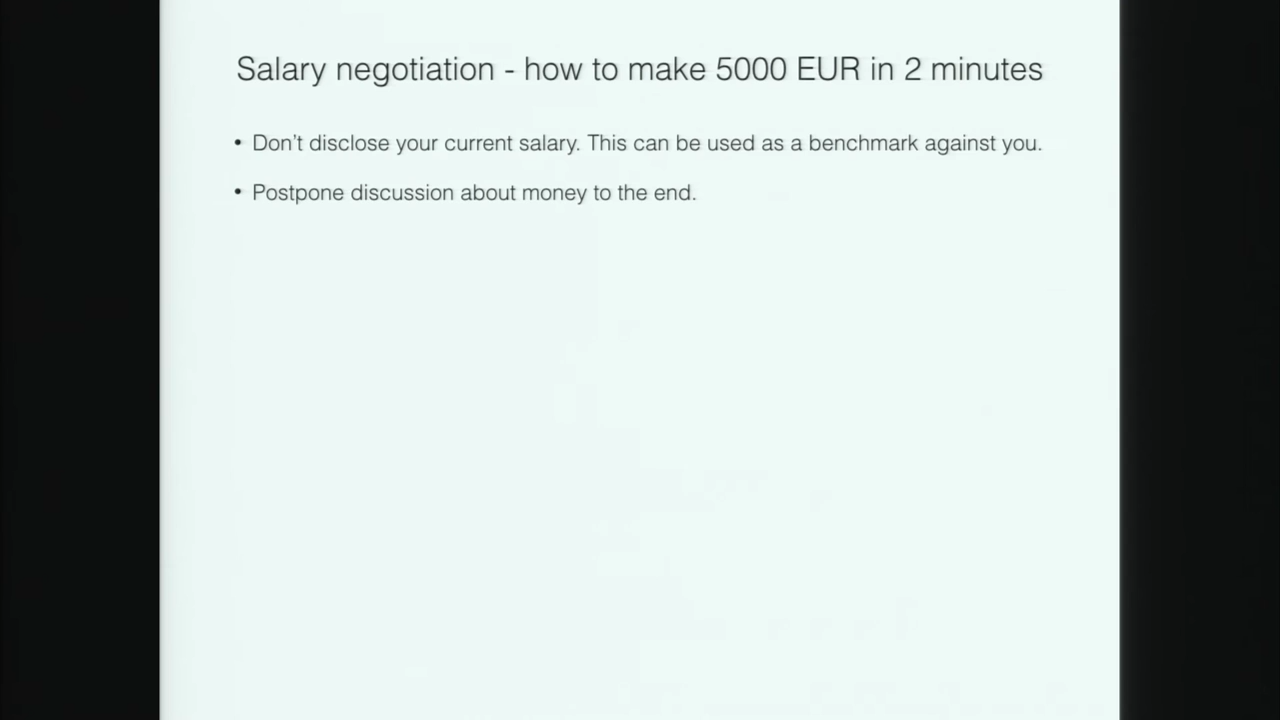 Salary negotiation - how to make 5000 EUR in 2 minutes
• Don't disclose your current salary. This can be used as a benchmark against you.
• Postpone discussion about money to the end.